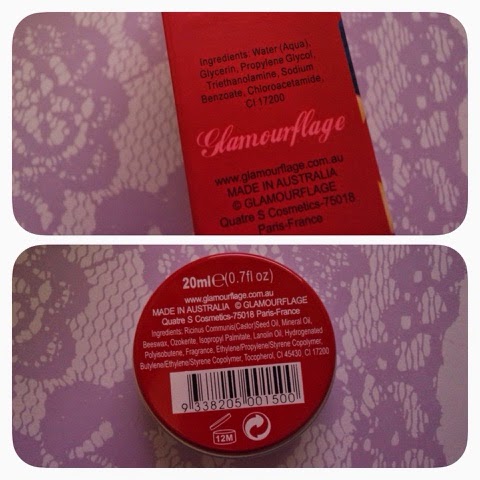 Ingredients: Water (Aqua),
Glycerin, Propylene Glycol,
Triethanolamine, Sodium
Benzoate, Chloroacetamide,
CI 17200
Glamourflage
www.glamourflage.com.au
MADE IN AUSTRALIA
© GLAMOURFLAGE
Quatre S Cosmetics-75018
Paris-France
20ml℮(0.7fl oz)
www.glamourflage.com.au
MADE IN AUSTRALIA © GLAMOURFLAGE
Quatre S Cosmetics-75018 Paris-France
Ingredients: Ricinus Communis(Castor)Seed Oil, Mineral Oil,
Beeswax, Ozokerite, Isopropyl Palmitate, Lanolin Oil, Hydrogenated
Polyisobutene, Fragrance, Ethylene/Propylene/Styrene Copolymer,
Butylene/Ethylene/Styrene Copolymer, Tocopherol, CI 45430, CI 17200
9 338205 001500
12M